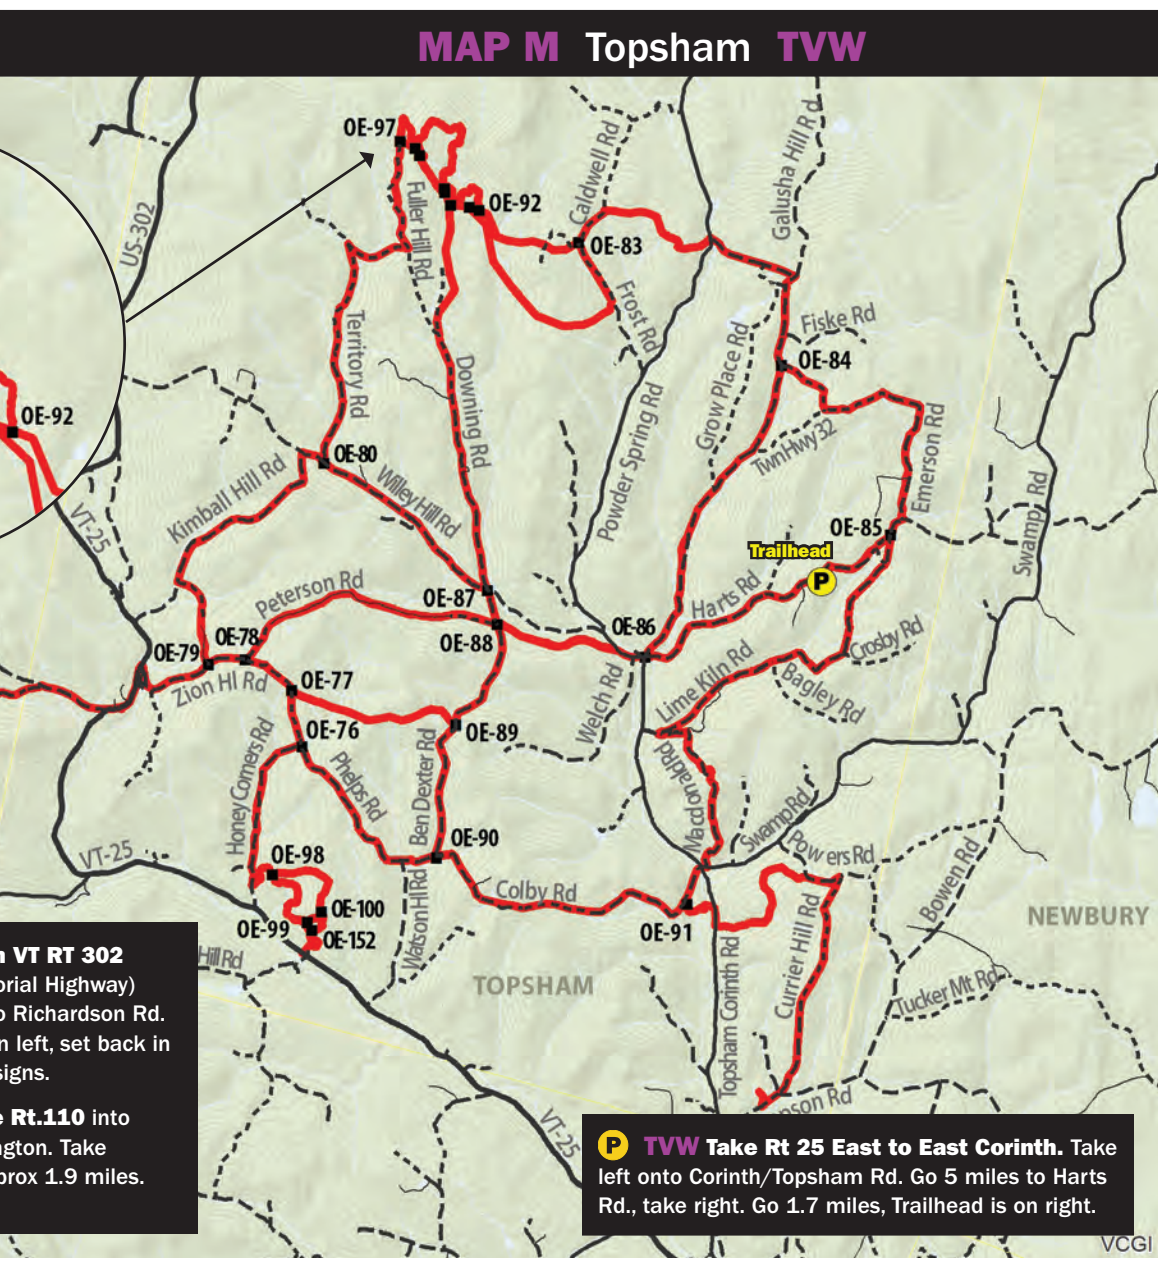 MAP M Topsham TVW
OE-97
Caldwell Rd
Galusha Hill Rd
US-302
Fuller Hill Rd
OE-92
OE-83
Frost Rd
Fiske Rd
Territory Rd
Grow Place Rd
OE-84
Downing Rd
Powder Spring Rd
OE-92
Emerson Rd
TwnHwy 32
OE-80
Kimball Hill Rd
Willey Hill Rd
Swamp Rd
VT-25
OE-85
Trailhead
P
Peterson Rd
OE-87
Harts Rd
OE-86
OE-78
OE-88
OE-79
Crosby Rd
Zion Hl Rd
OE-77
Lime Kiln Rd
Welch Rd
Bagley Rd
OE-76
OE-89
Honey Corners Rd
Phelps Rd
Ben Dexter Rd
Macdonald Rd
Swamp Rd
VT-25
OE-98
OE-90
Powers Rd
Bowen Rd
Colby Rd
OE-100
Watson Hl Rd
NEWBURY
OE-99
OE-152
OE-91
Currier Hill Rd
Hill Rd
TOPSHAM
Topsham Corinth Rd
Tucker Mt Rd
nson Rd
VT-25
VT RT 302
orial Highway)
o Richardson Rd.
n left, set back in
signs.
e Rt.110 into
ngton. Take
prox 1.9 miles.
P TVW Take Rt 25 East to East Corinth. Take
left onto Corinth/Topsham Rd. Go 5 miles to Harts
Rd., take right. Go 1.7 miles, Trailhead is on right.
VCGI